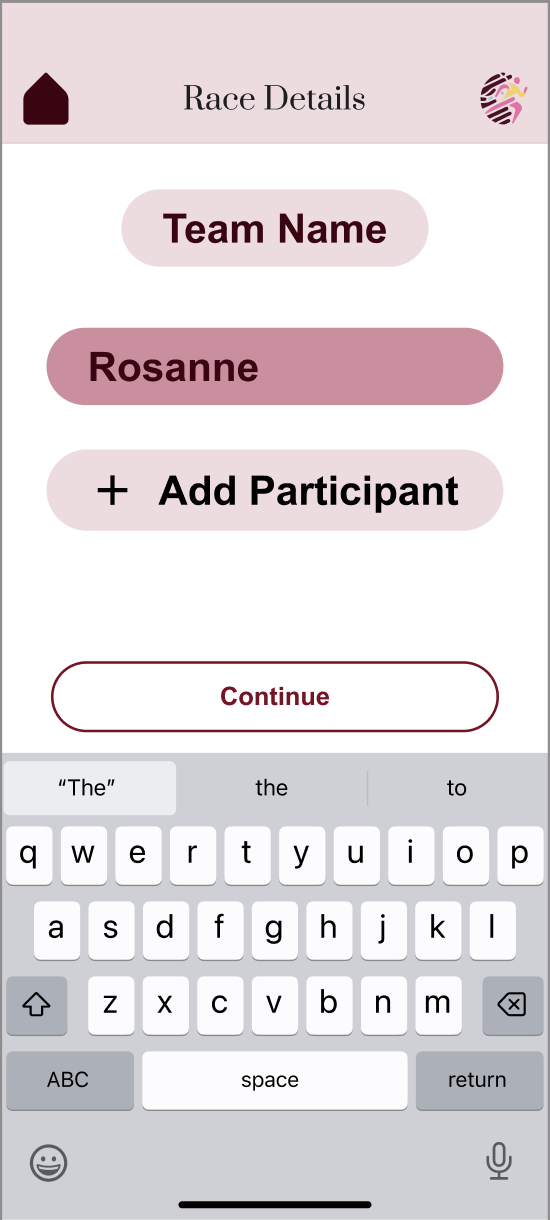 Race Details
Team Name
Rosanne
+ Add Participant
Continue
“The” the to
q w e r t y u i o p
a s d f g h j k l
z x c v b n m
ABC space return